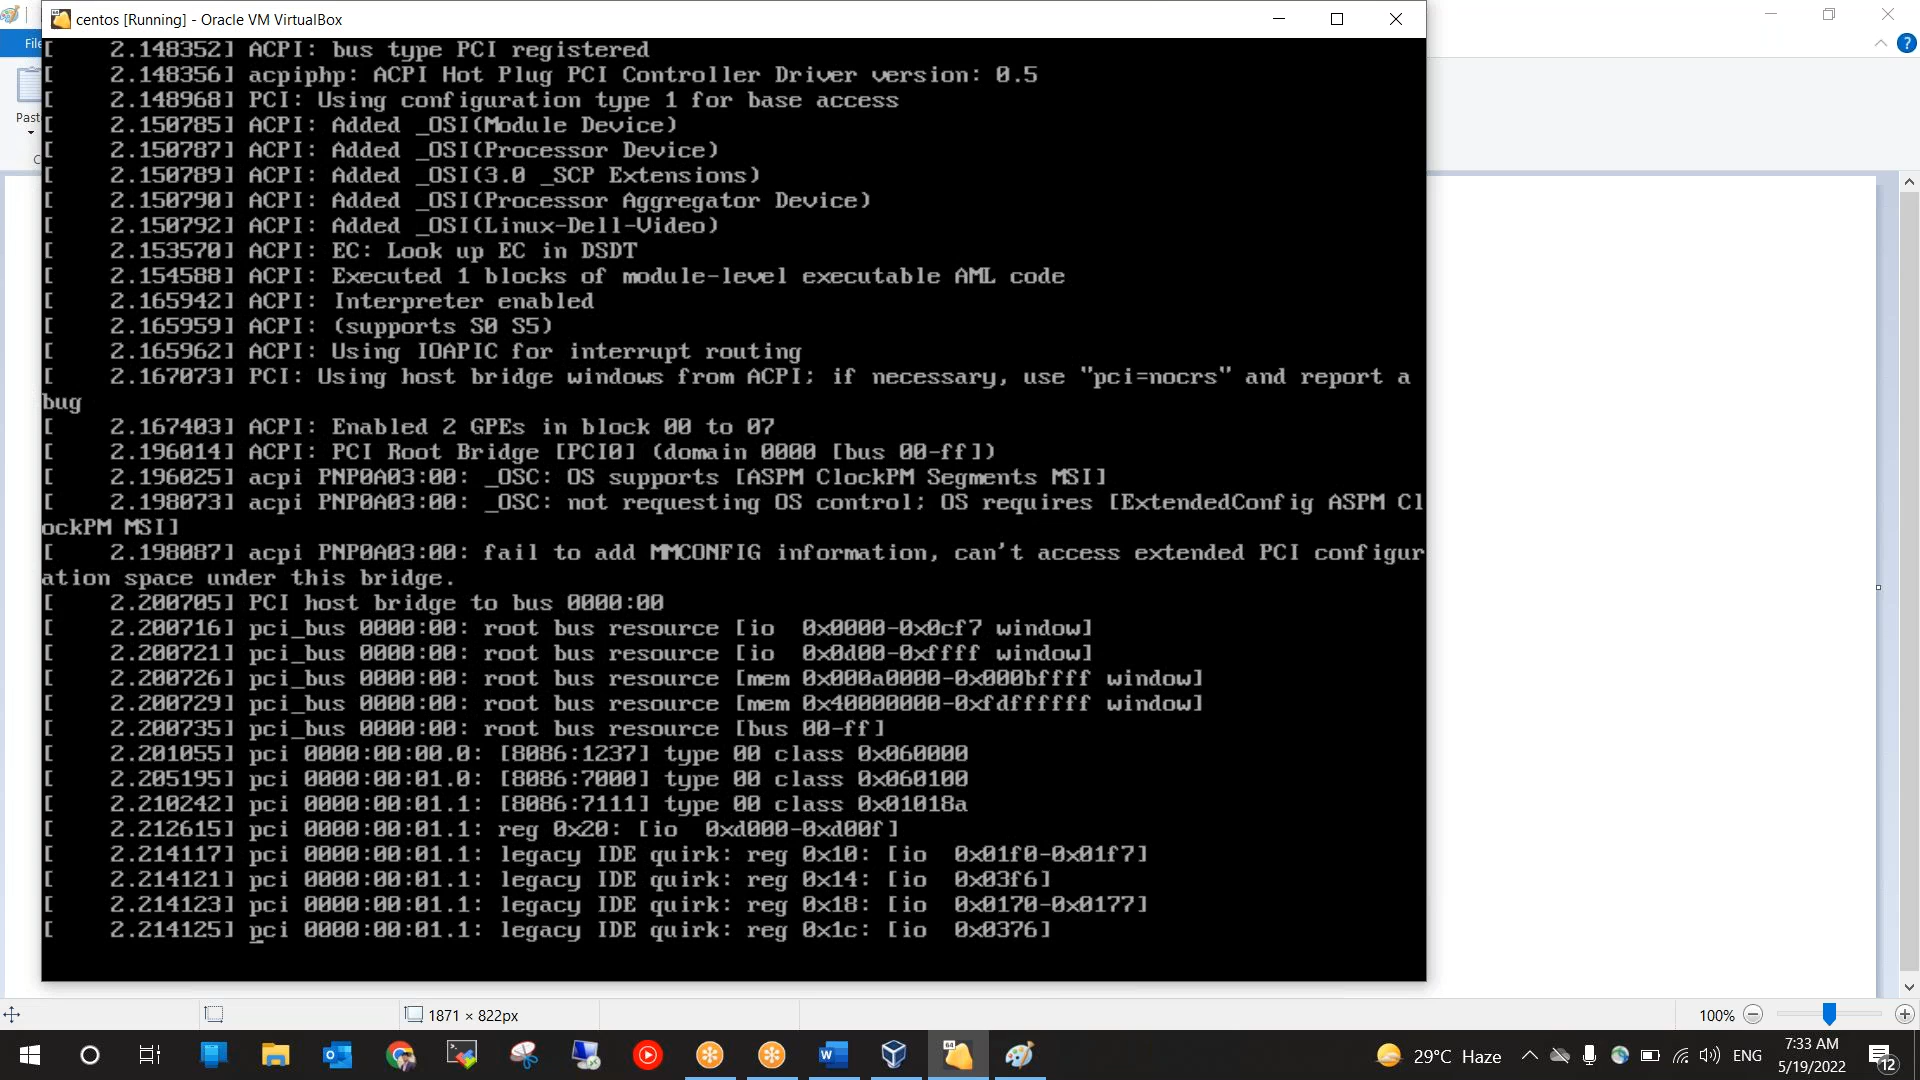 centos [Running] - Oracle VM VirtualBox
File
Past
[    2.148352] ACPI: bus type PCI registered
[    2.148356] acpiphp: ACPI Hot Plug PCI Controller Driver version: 0.5
[    2.148968] PCI: Using configuration type 1 for base access
[    2.150785] ACPI: Added _OSI(Module Device)
[    2.150787] ACPI: Added _OSI(Processor Device)
[    2.150789] ACPI: Added _OSI(3.0 _SCP Extensions)
[    2.150790] ACPI: Added _OSI(Processor Aggregator Device)
[    2.150792] ACPI: Added _OSI(Linux-Dell-Video)
[    2.153570] ACPI: EC: Look up EC in DSDT
[    2.154588] ACPI: Executed 1 blocks of module-level executable AML code
[    2.165942] ACPI: Interpreter enabled
[    2.165959] ACPI: (supports S0 S5)
[    2.165962] ACPI: Using IOAPIC for interrupt routing
[    2.167073] PCI: Using host bridge windows from ACPI; if necessary, use "pci=nocrs" and report a
bug
[    2.167403] ACPI: Enabled 2 GPEs in block 00 to 07
[    2.196014] ACPI: PCI Root Bridge [PCI0] (domain 0000 [bus 00-ff])
[    2.196025] acpi PNP0A03:00: _OSC: OS supports [ASPM ClockPM Segments MSI]
[    2.198073] acpi PNP0A03:00: _OSC: not requesting OS control; OS requires [ExtendedConfig ASPM Cl
ockPM MSI]
[    2.198087] acpi PNP0A03:00: fail to add MMCONFIG information, can't access extended PCI configur
ation space under this bridge.
[    2.200705] PCI host bridge to bus 0000:00
[    2.200716] pci_bus 0000:00: root bus resource [io  0x0000-0x0cf7 window]
[    2.200721] pci_bus 0000:00: root bus resource [io  0x0d00-0xffff window]
[    2.200726] pci_bus 0000:00: root bus resource [mem 0x000a0000-0x000bffff window]
[    2.200729] pci_bus 0000:00: root bus resource [mem 0x40000000-0xfdffffff window]
[    2.200735] pci_bus 0000:00: root bus resource [bus 00-ff]
[    2.201055] pci 0000:00:00.0: [8086:1237] type 00 class 0x060000
[    2.205195] pci 0000:00:01.0: [8086:7000] type 00 class 0x060100
[    2.210242] pci 0000:00:01.1: [8086:7111] type 00 class 0x01018a
[    2.212615] pci 0000:00:01.1: reg 0x20: [io  0xd000-0xd00f]
[    2.214117] pci 0000:00:01.1: legacy IDE quirk: reg 0x10: [io  0x01f0-0x01f7]
[    2.214121] pci 0000:00:01.1: legacy IDE quirk: reg 0x14: [io  0x03f6]
[    2.214123] pci 0000:00:01.1: legacy IDE quirk: reg 0x18: [io  0x0170-0x0177]
[    2.214125] pci 0000:00:01.1: legacy IDE quirk: reg 0x1c: [io  0x0376]
1871 × 822px
100%
29°C Haze
ENG
7:33 AM
5/19/2022
12